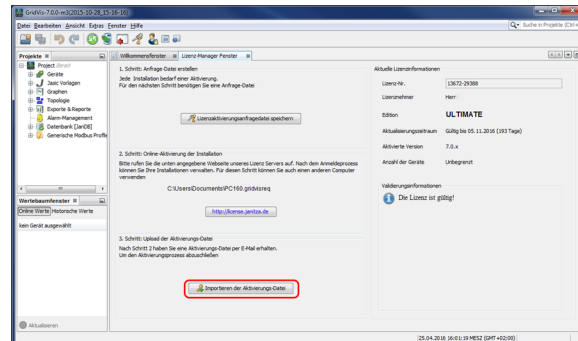 GridVis-7.0.0-m3(2015-10-28_15-16-16)
Datei Bearbeiten Ansicht Extras Fenster Hilfe
Suche in Projekte (Ctrl+
Projekte
Willkommensfenster
Lizenz-Manager Fenster
Project Bereit
Geräte
Jasic Vorlagen
Graphen
Topologie
Exporte & Reporte
Alarm-Management
Datenbank [JanDB]
Generische Modbus Profile
1. Schritt: Anfrage-Datei erstellen
Jede Installation bedarf einer Aktivierung.
Für den nächsten Schritt benötigen Sie eine Anfrage-Datei
Lizenzaktivierungsanfragedatei speichern
2. Schritt: Online-Aktivierung der Installation
Bitte rufen Sie die unten angegebene Webseite unseres Lizenz Servers auf. Nach dem Anmeldeprozess
können Sie Ihre Installationen verwalten. Für diesen Schritt können Sie auch einen anderen Computer
verwenden
C:\Users\Documents\PC160.gridvisreq
http://license.janitza.de
3. Schritt: Upload der Aktivierungs-Datei
Nach Schritt 2 haben Sie eine Aktivierungs-Datei per E-Mail erhalten.
Um den Aktivierungsprozess abzuschließen
Importieren der Aktivierungs-Datei
Aktuelle Lizenzinformationen
Lizenz-Nr. 13672-29388
Lizenznehmer Herr
Edition ULTIMATE
Aktualisierungszeitraum Gültig bis 05.11.2016 (193 Tage)
Aktivierte Version 7.0.x
Anzahl der Geräte Unbegrenzt
Validierungsinformationen
Die Lizenz ist gültig!
Wertebaumfenster
Online Werte Historische Werte
kein Gerät ausgewählt
Aktualisieren
25.04.2016 16:01:19 MESZ (GMT+02:00)